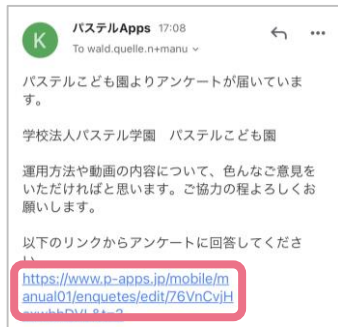 K
パステルApps 17:08
To wald.quelle.n+manu
パステルこども園よりアンケートが届いていま
す。
学校法人パステル学園　パステルこども園
運用方法や動画の内容について、色んなご意見を
いただければと思います。ご協力の程よろしくお
願いします。
以下のリンクからアンケートに回答してくださ
い
https://www.p-apps.jp/mobile/m
anual01/enquetes/edit/76VnCvjH